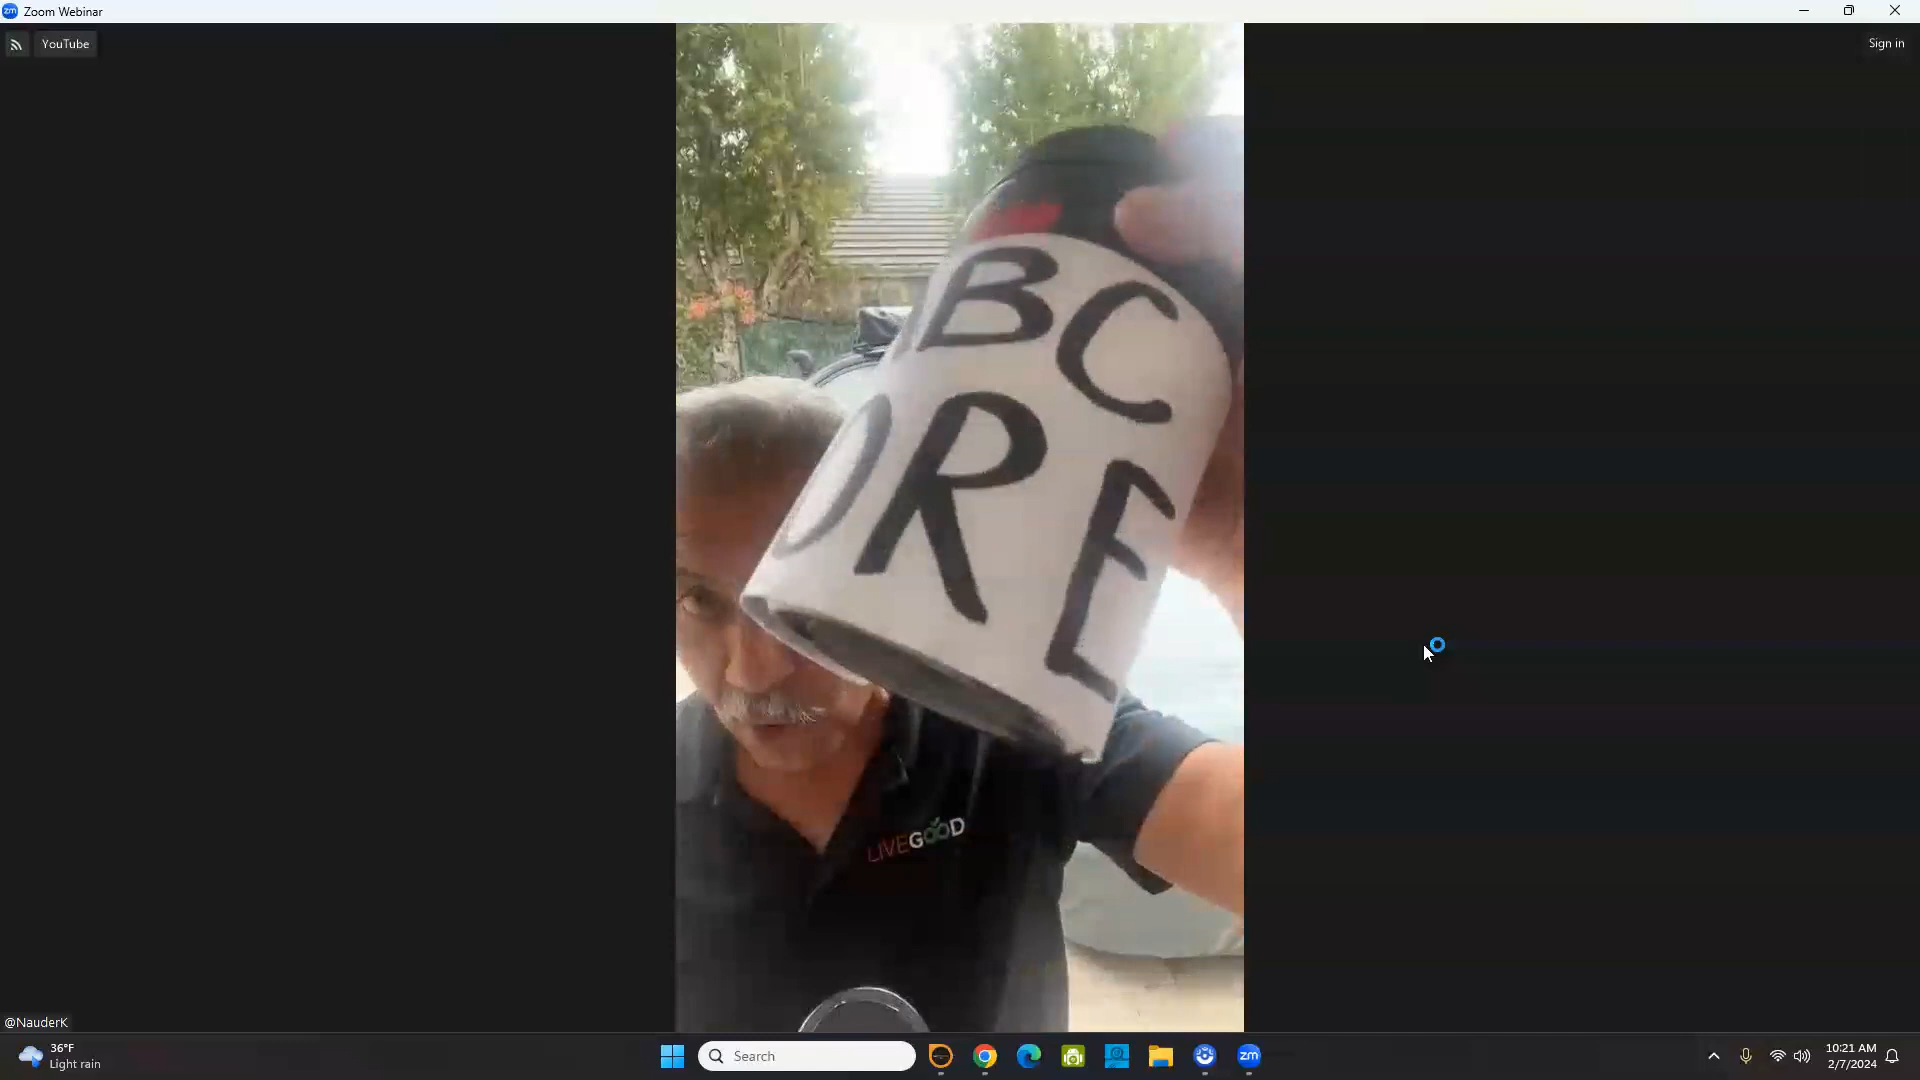 Zoom Webinar
YouTube
Sign in
BC
ORE
LIVEGOOD
@NauderK
36°F
Light rain
Search
zm
10:21 AM
2/7/2024